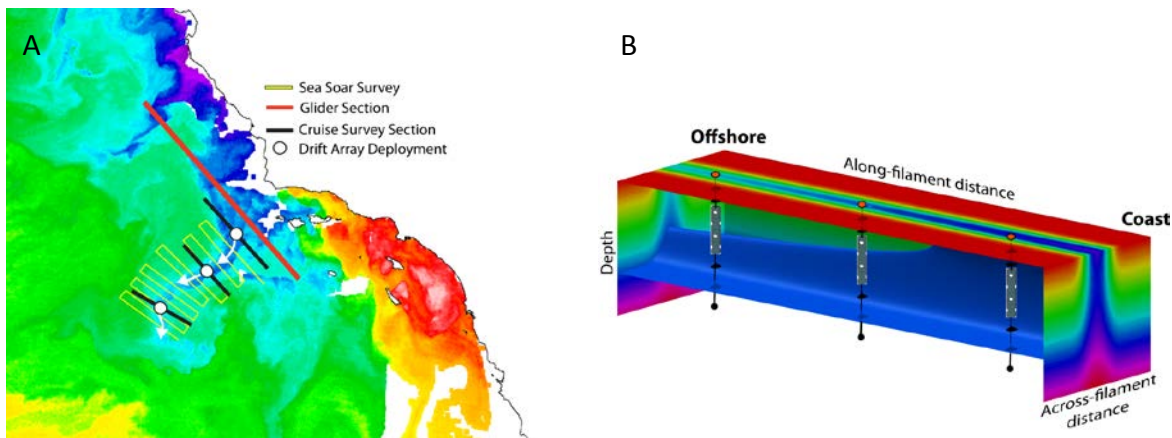 A
Sea Soar Survey
Glider Section
Cruise Survey Section
Drift Array Deployment
B
Offshore
Along-filament distance
Coast
Depth
Across-filament
distance